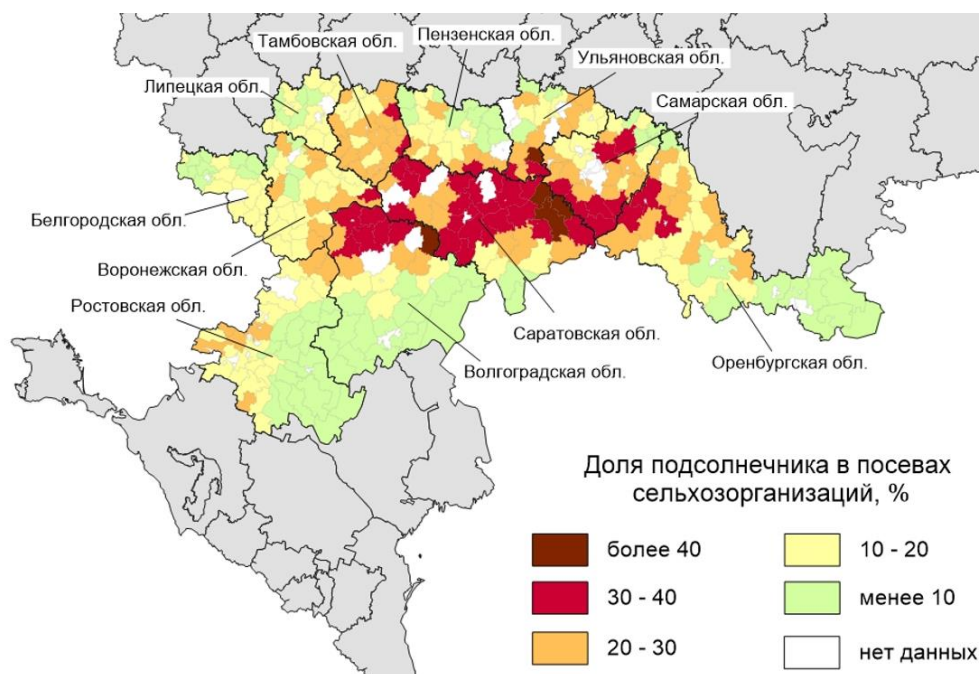 Тамбовская обл.
Пензенская обл.
Ульяновская обл.
Липецкая обл.
Самарская обл.
Белгородская обл.
Воронежская обл.
Ростовская обл.
Саратовская обл.
Волгоградская обл.
Оренбургская обл.
Доля подсолнечника в посевах
сельхозорганизаций, %
более 40
30 - 40
20 - 30
10 - 20
менее 10
нет данных